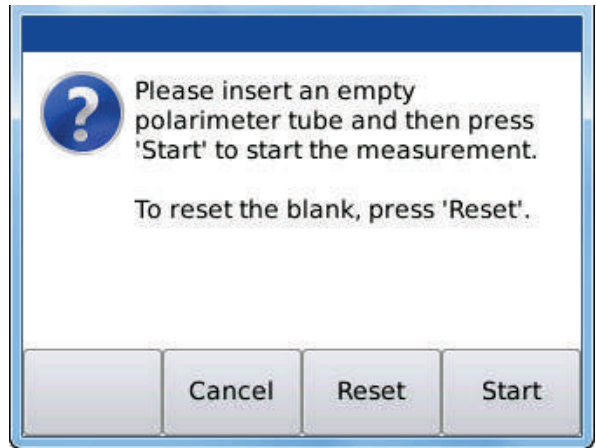 ?
Please insert an empty
polarimeter tube and then press
'Start' to start the measurement.
To reset the blank, press 'Reset'.
Cancel
Reset
Start